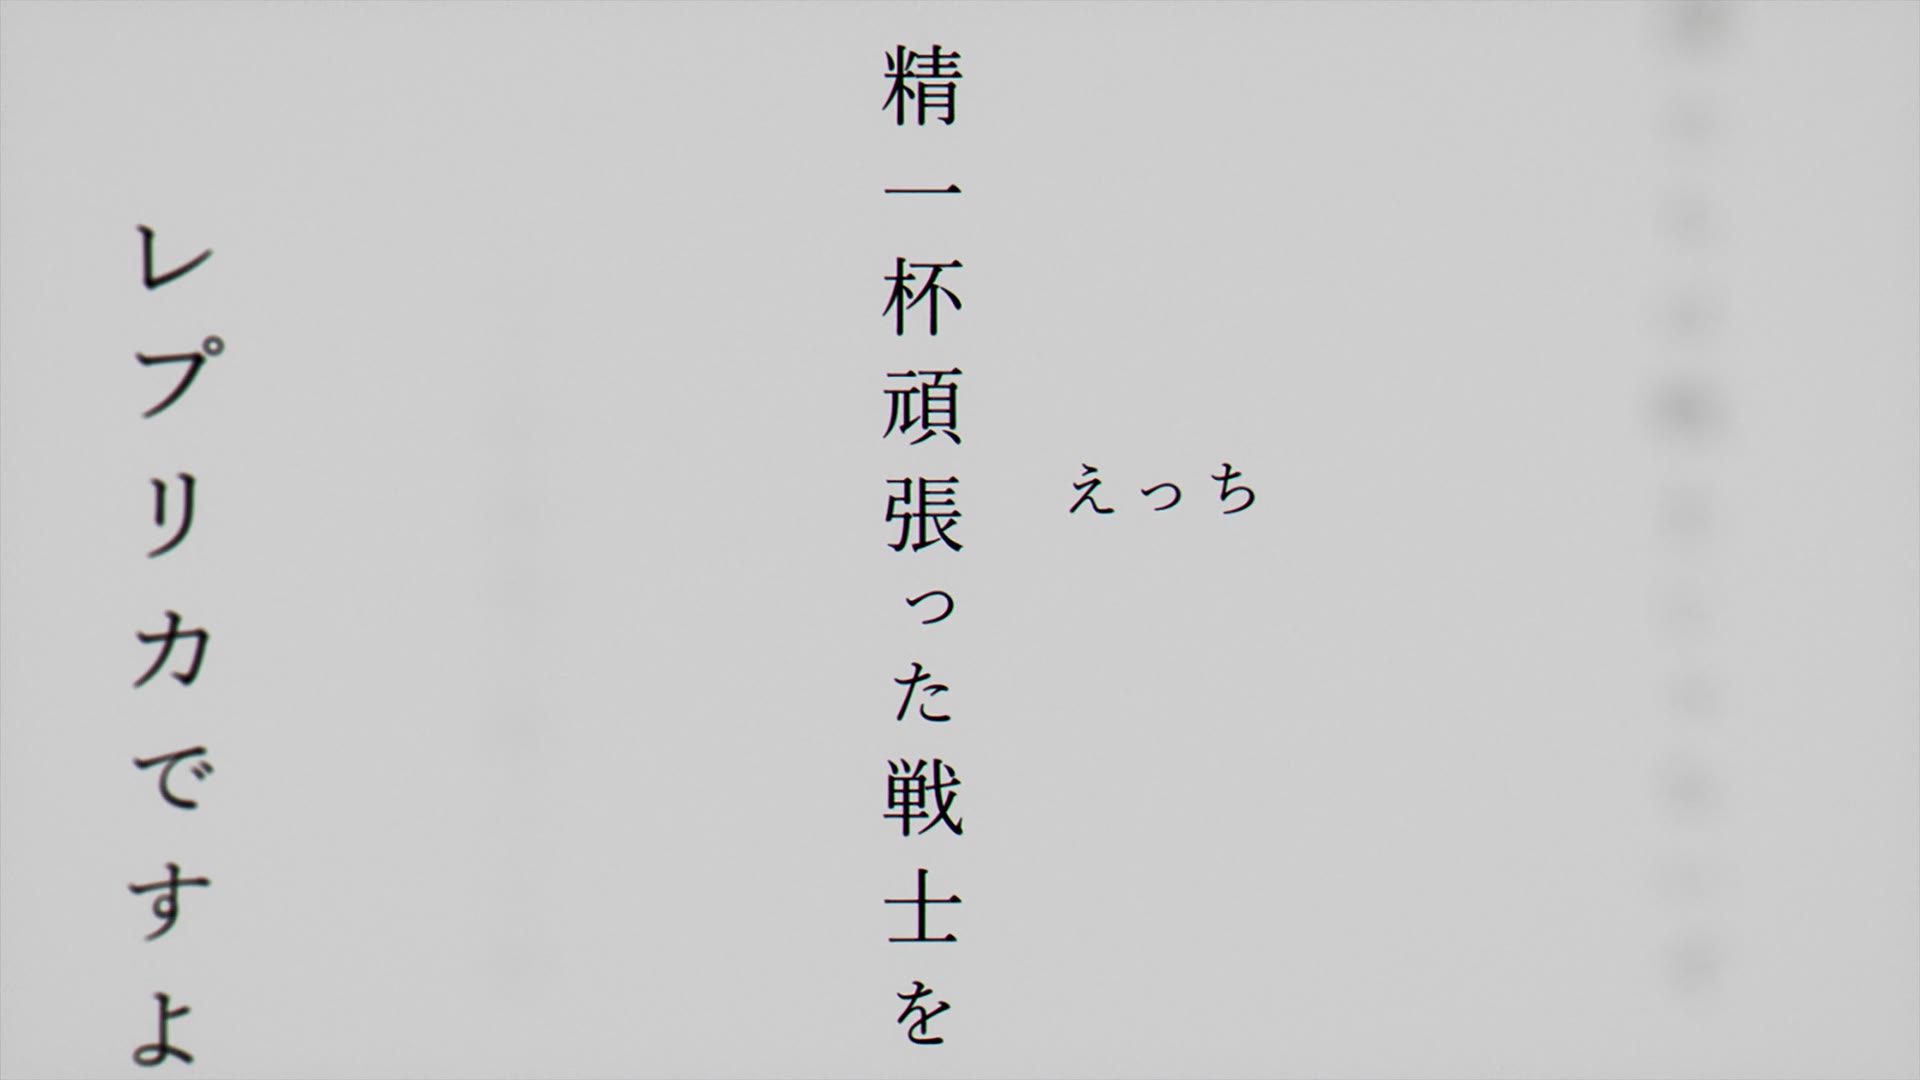 えっち
精一杯頑張った戦士を
レプリカですよ